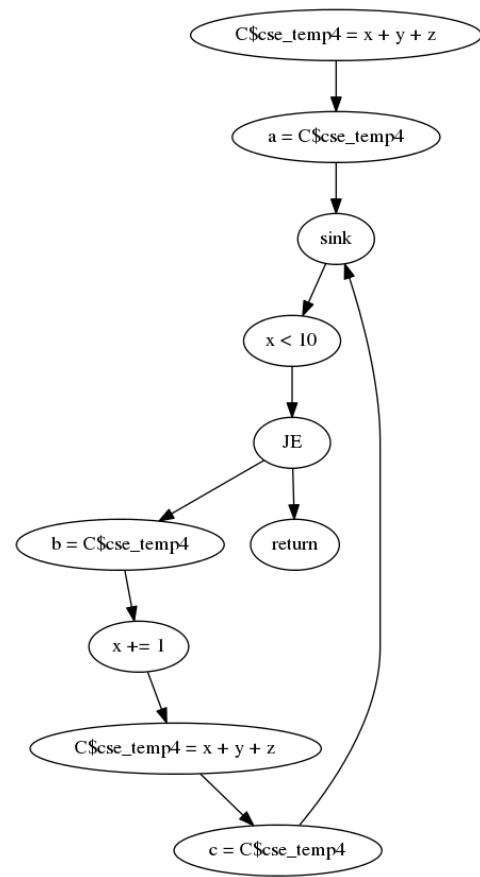 C$cse_temp4 = x + y + z
a = C$cse_temp4
sink
x < 10
JE
b = C$cse_temp4
return
x += 1
C$cse_temp4 = x + y + z
c = C$cse_temp4